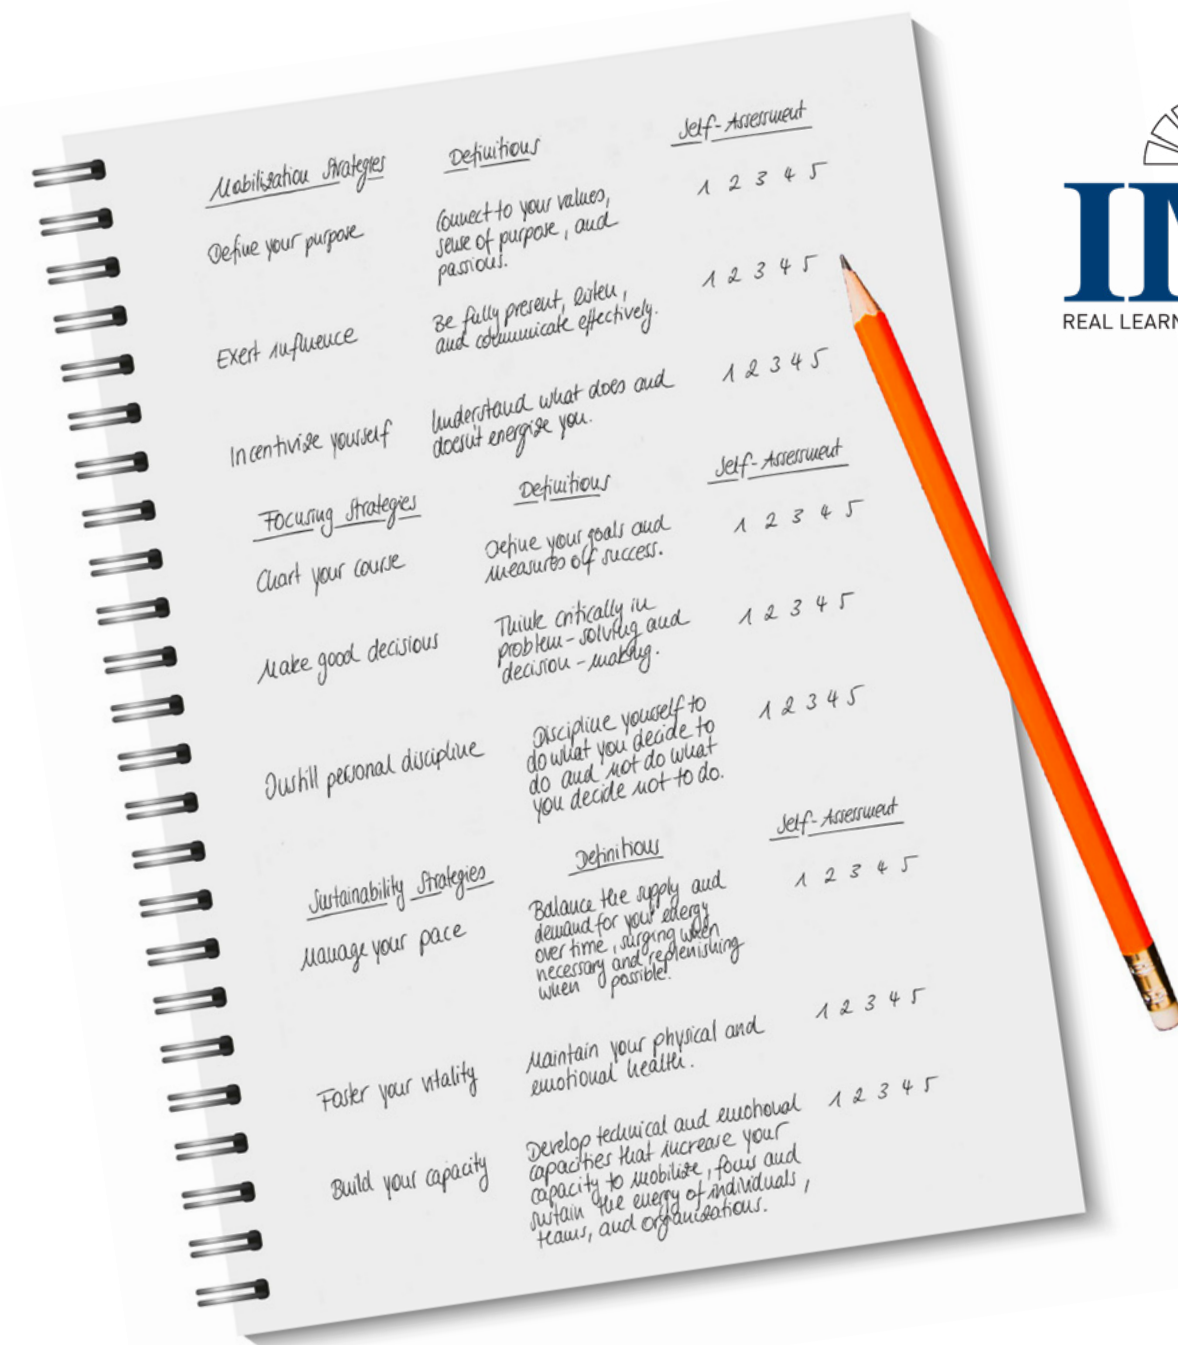 Mobilization Strategies Definitions Self-Assessment
Define your purpose Connect to your values, 1 2 3 4 5
sense of purpose, and
passions.
Exert influence Be fully present, listen, 1 2 3 4 5
and communicate effectively.
Incentivize yourself Understand what does and 1 2 3 4 5
doesn't energize you.
Focusing Strategies Definitions Self-Assessment
Chart your course Define your goals and 1 2 3 4 5
measures of success.
Make good decisions Think critically in 1 2 3 4 5
problem-solving and
decision-making.
Instill personal discipline Discipline yourself to 1 2 3 4 5
do what you decide to
do and not do what
you decide not to do.
Sustainability Strategies Definitions Self-Assessment
Manage your pace Balance the supply and 1 2 3 4 5
demand for your energy
over time, surging when
necessary and replenishing
when possible.
Foster your vitality Maintain your physical and 1 2 3 4 5
emotional health.
Build your capacity Develop technical and emotional 1 2 3 4 5
capacities that increase your
capacity to mobilize, focus and
sustain the energy of individuals,
teams, and organizations.
REAL LEARN